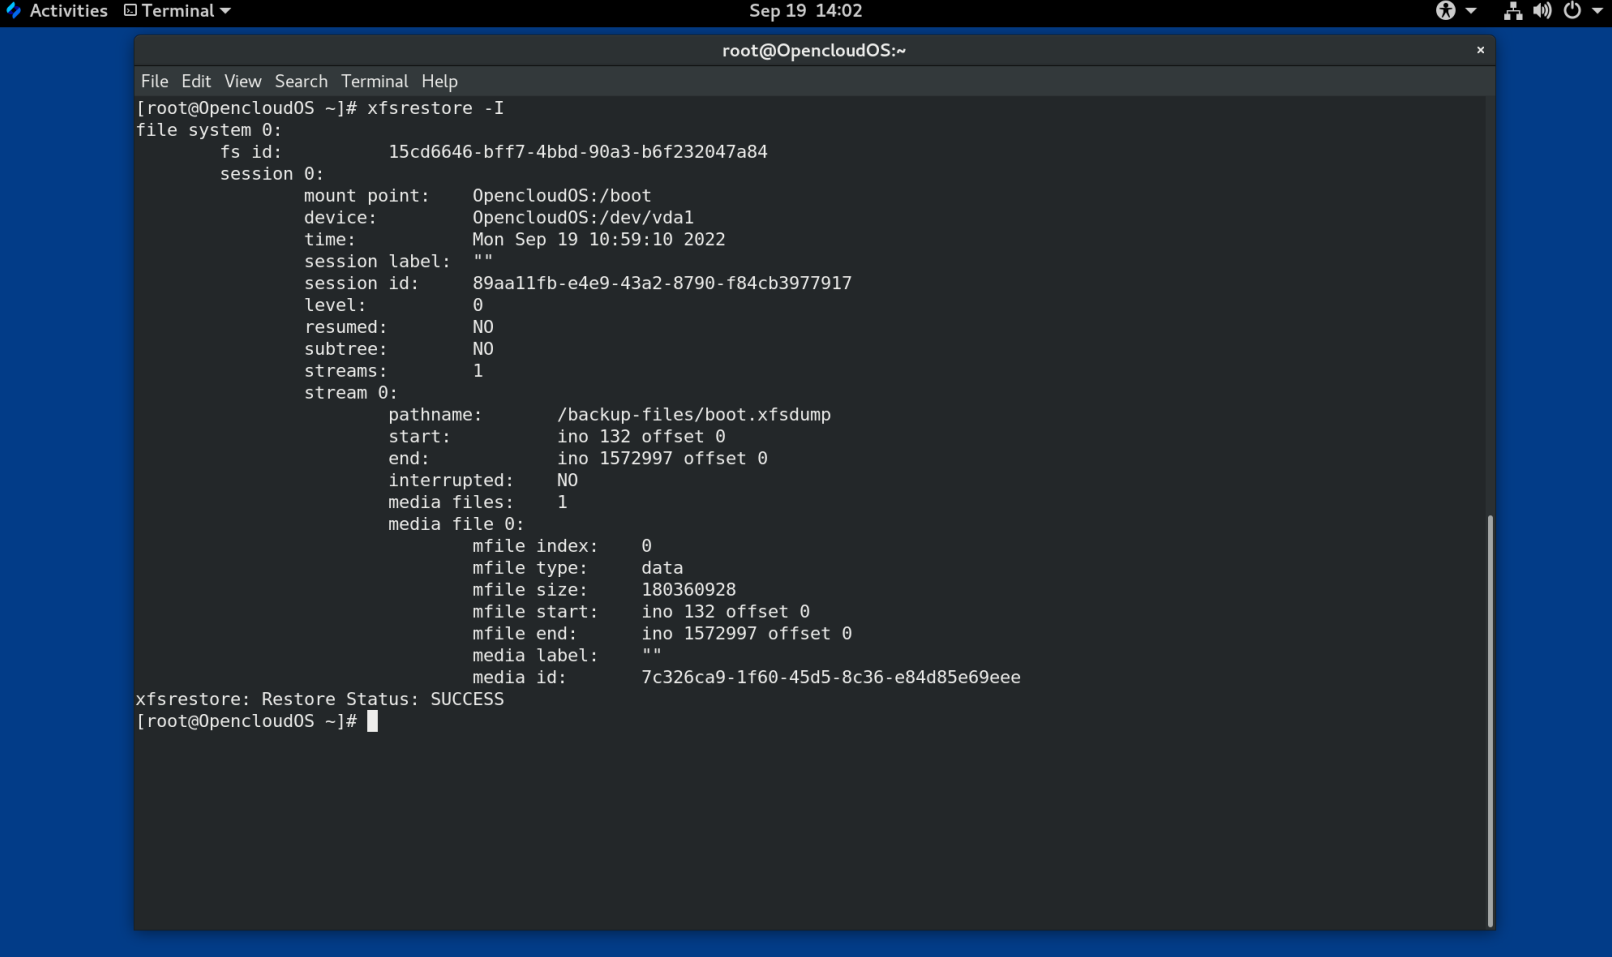 Activities Terminal Sep 19 14:02
root@OpencloudOS:~ ×
File Edit View Search Terminal Help
[root@OpencloudOS ~]# xfsrestore -I
file system 0:
fs id: 15cd6646-bff7-4bbd-90a3-b6f232047a84
session 0:
mount point: OpencloudOS:/boot
device: OpencloudOS:/dev/vda1
time: Mon Sep 19 10:59:10 2022
session label: ""
session id: 89aa11fb-e4e9-43a2-8790-f84cb3977917
level: 0
resumed: NO
subtree: NO
streams: 1
stream 0:
pathname: /backup-files/boot.xfsdump
start: ino 132 offset 0
end: ino 1572997 offset 0
interrupted: NO
media files: 1
media file 0:
mfile index: 0
mfile type: data
mfile size: 180360928
mfile start: ino 132 offset 0
mfile end: ino 1572997 offset 0
media label: ""
media id: 7c326ca9-1f60-45d5-8c36-e84d85e69eee
xfsrestore: Restore Status: SUCCESS
[root@OpencloudOS ~]#